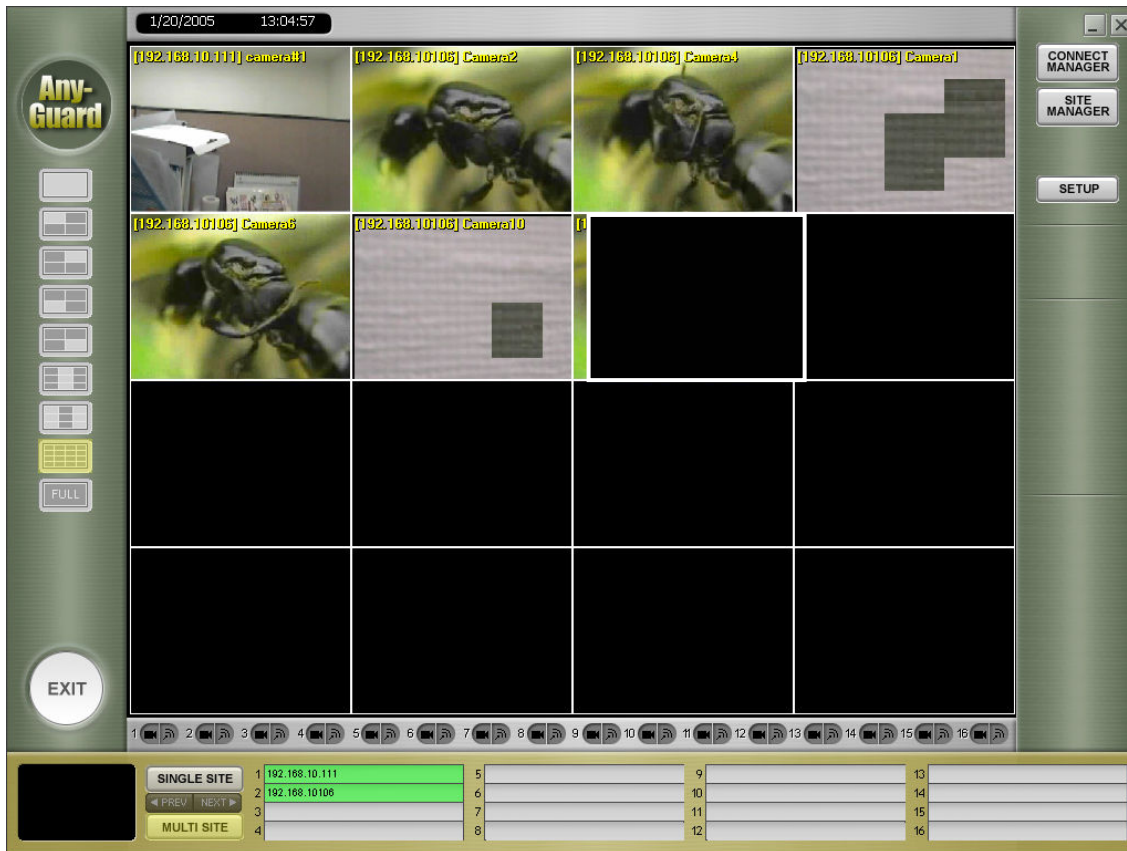 1/20/2005 13:04:57
Any-
Guard
[192.168.10.111] camera#1
[192.168.10106] Camera2
[192.168.10106] Camera4
[192.168.10106] Camera1
[192.168.10106] Camera6
[192.168.10106] Camera10
[1
CONNECT
MANAGER
SITE
MANAGER
SETUP
FULL
EXIT
1 2 3 4 5 6 7 8 9 10 11 12 13 14 15 16
SINGLE SITE
PREV NEXT
MULTI SITE
1 192.168.10.111
2 192.168.10106
3
4
5
6
7
8
9
10
11
12
13
14
15
16